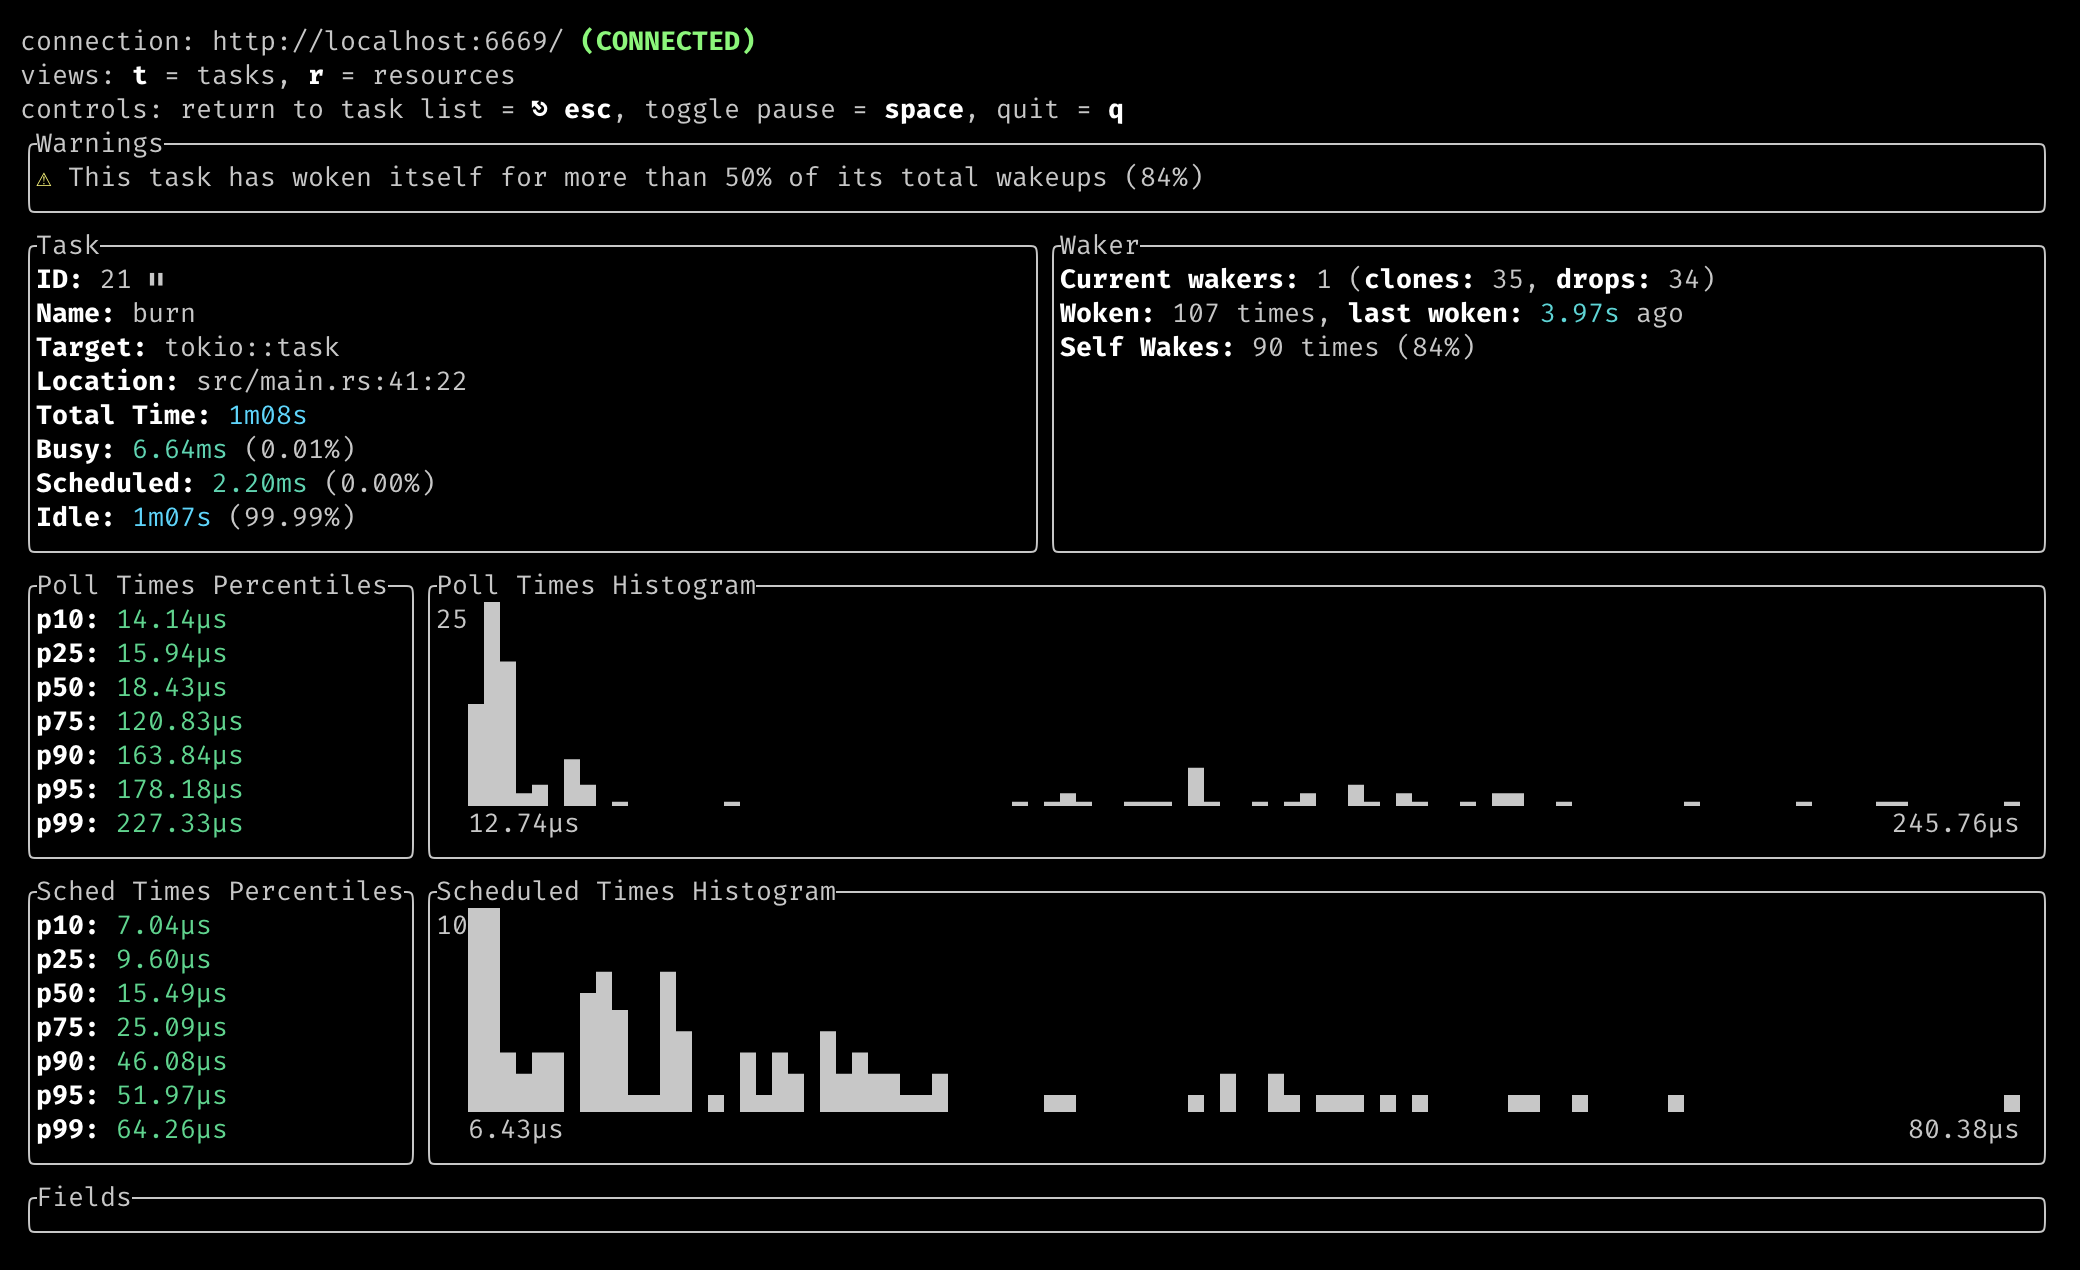 connection: http://localhost:6669/ (CONNECTED)
views: t = tasks, r = resources
controls: return to task list = ⎋ esc, toggle pause = space, quit = q
Warnings
⚠ This task has woken itself for more than 50% of its total wakeups (84%)
Task
ID: 21 ⏸
Name: burn
Target: tokio::task
Location: src/main.rs:41:22
Total Time: 1m08s
Busy: 6.64ms (0.01%)
Scheduled: 2.20ms (0.00%)
Idle: 1m07s (99.99%)
Waker
Current wakers: 1 (clones: 35, drops: 34)
Woken: 107 times, last woken: 3.97s ago
Self Wakes: 90 times (84%)
Poll Times Percentiles
p10: 14.14µs
p25: 15.94µs
p50: 18.43µs
p75: 120.83µs
p90: 163.84µs
p95: 178.18µs
p99: 227.33µs
Poll Times Histogram
25
12.74µs 245.76µs
Sched Times Percentiles
p10: 7.04µs
p25: 9.60µs
p50: 15.49µs
p75: 25.09µs
p90: 46.08µs
p95: 51.97µs
p99: 64.26µs
Scheduled Times Histogram
10
6.43µs 80.38µs
Fields